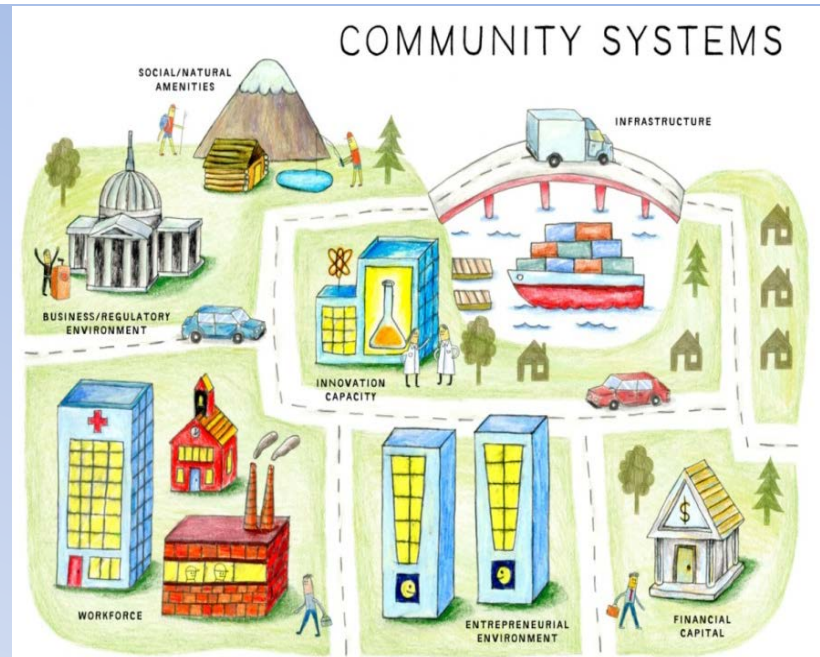 COMMUNITY SYSTEMS
SOCIAL/NATURAL
AMENITIES
INFRASTRUCTURE
BUSINESS/REGULATORY
ENVIRONMENT
INNOVATION
CAPACITY
$
WORKFORCE
ENTREPRENEURIAL
ENVIRONMENT
FINANCIAL
CAPITAL